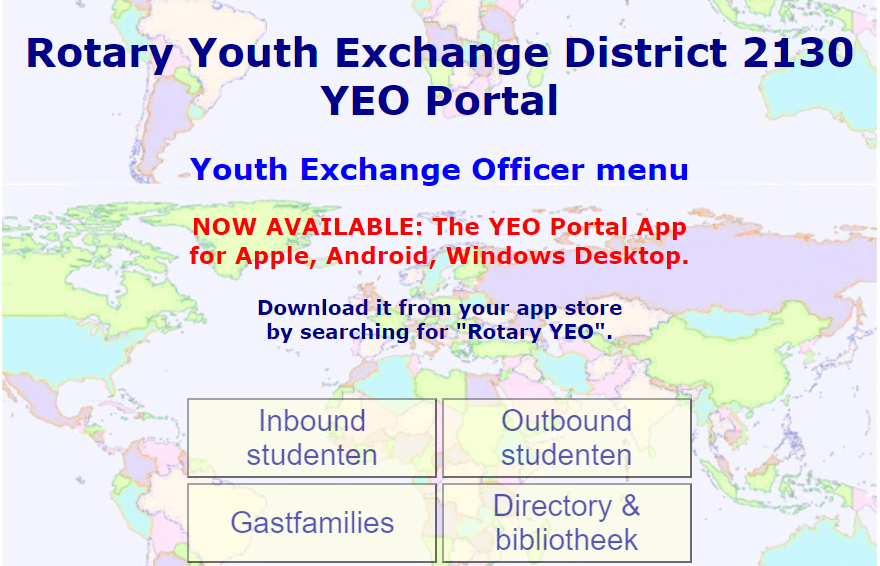 Rotary Youth Exchange District 2130
YEO Portal
Youth Exchange Officer menu
NOW AVAILABLE: The YEO Portal App
for Apple, Android, Windows Desktop.
Download it from your app store
by searching for "Rotary YEO".
Inbound
studenten
Outbound
studenten
Gastfamilies
Directory &
bibliotheek